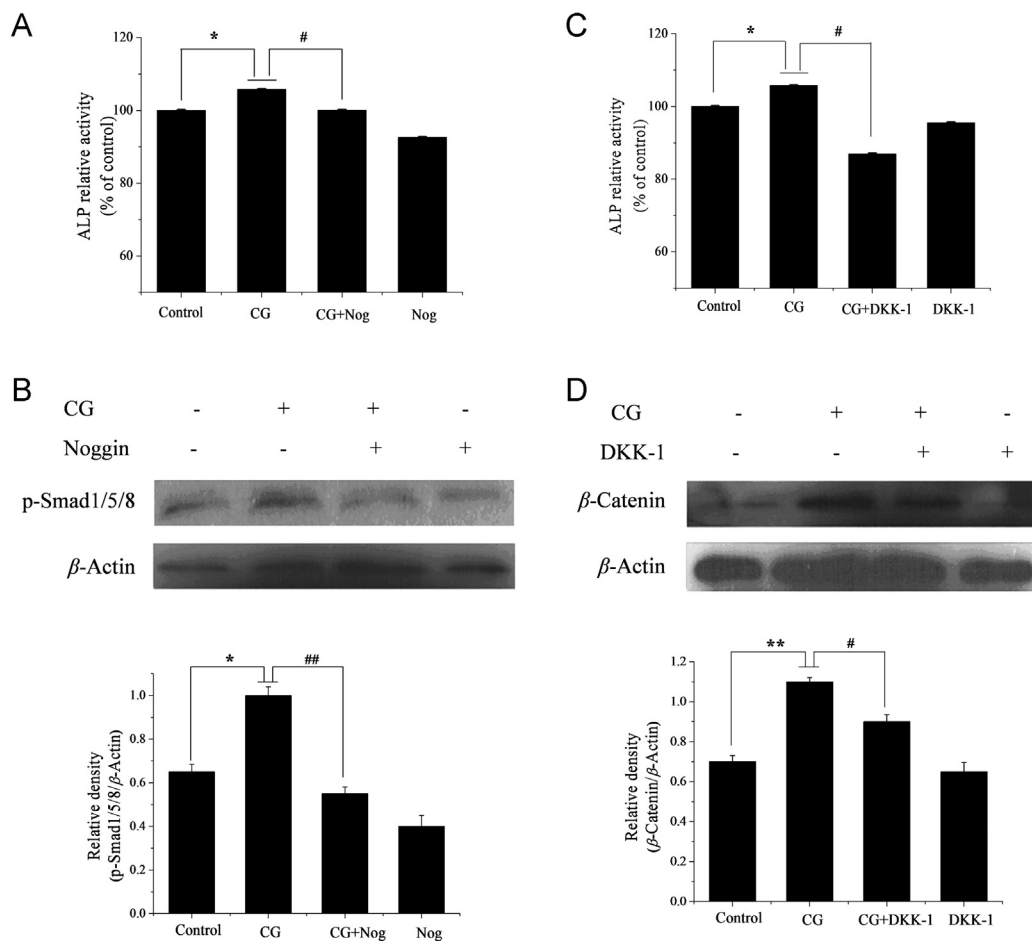 A
120
100
80
60
ALP relative activity
(% of control)
*
#
Control
CG
CG+Nog
Nog
C
120
100
80
60
ALP relative activity
(% of control)
*
#
Control
CG
CG+DKK-1
DKK-1
B
CG - + + -
Noggin - - + +
p-Smad1/5/8
β-Actin
1.0
0.8
0.6
0.4
0.2
0.0
Relative density
(p-Smad1/5/8/β-Actin)
*
##
Control
CG
CG+Nog
Nog
D
CG - + + -
DKK-1 - - + +
β-Catenin
β-Actin
1.2
1.0
0.8
0.6
0.4
0.2
0.0
Relative density
(β-Catenin/β-Actin)
**
#
Control
CG
CG+DKK-1
DKK-1